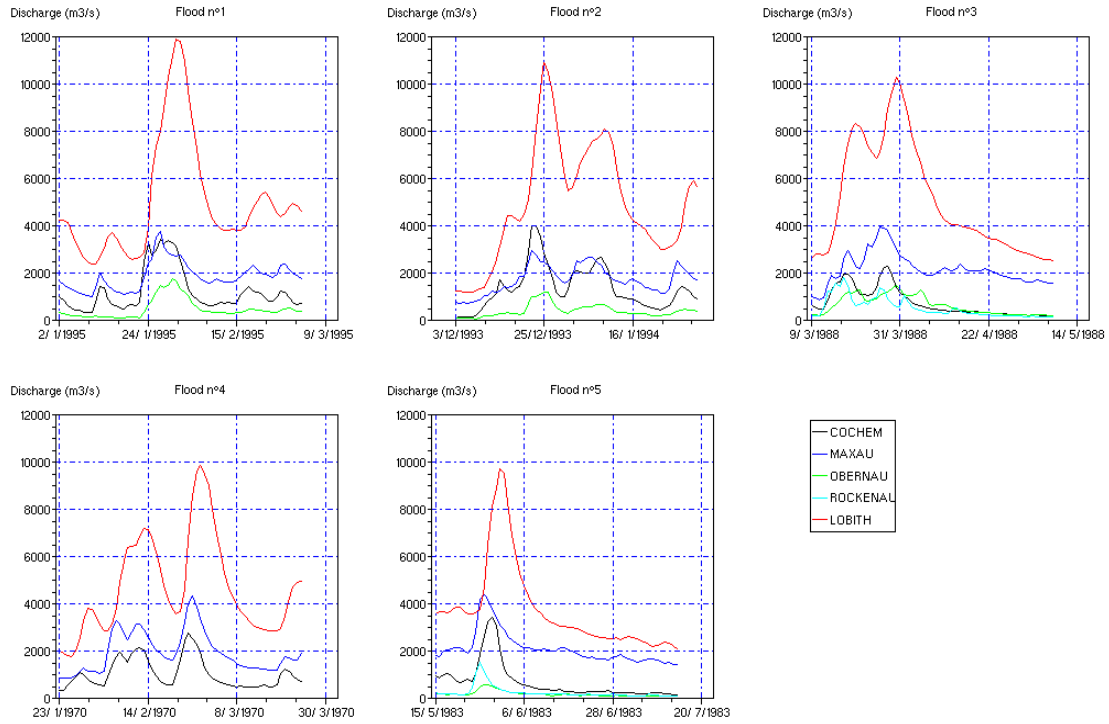 Discharge (m3/s) Flood nº1
12000
10000
8000
6000
4000
2000
0
2/ 1/1995 24/ 1/1995 15/ 2/1995 9/ 3/1995
Discharge (m3/s) Flood nº2
12000
10000
8000
6000
4000
2000
0
3/12/1993 25/12/1993 16/ 1/1994
Discharge (m3/s) Flood nº3
12000
10000
8000
6000
4000
2000
0
9/ 3/1988 31/ 3/1988 22/ 4/1988 14/ 5/1988
Discharge (m3/s) Flood nº4
12000
10000
8000
6000
4000
2000
0
23/ 1/1970 14/ 2/1970 8/ 3/1970 30/ 3/1970
Discharge (m3/s) Flood nº5
12000
10000
8000
6000
4000
2000
0
15/ 5/1983 6/ 6/1983 28/ 6/1983 20/ 7/1983
COCHEM
MAXAU
OBERNAU
ROCKENAU
LOBITH